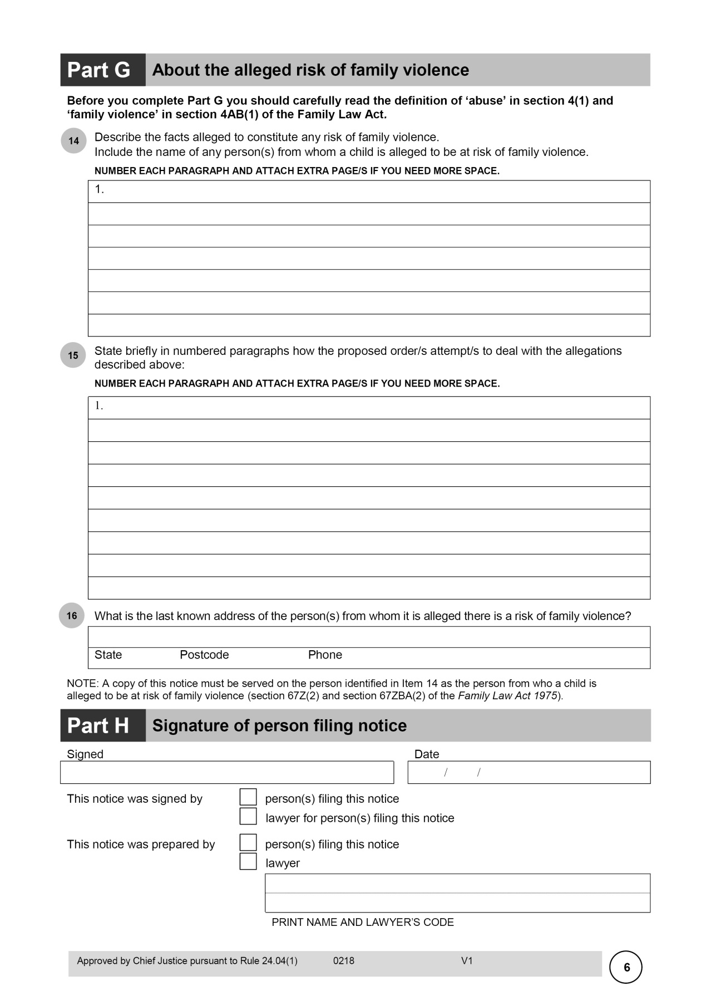 Part G About the alleged risk of family violence
Before you complete Part G you should carefully read the definition of ‘abuse’ in section 4(1) and
‘family violence’ in section 4AB(1) of the Family Law Act.
14 Describe the facts alleged to constitute any risk of family violence.
Include the name of any person(s) from whom a child is alleged to be at risk of family violence.
NUMBER EACH PARAGRAPH AND ATTACH EXTRA PAGE/S IF YOU NEED MORE SPACE.
1.
15 State briefly in numbered paragraphs how the proposed order/s attempt/s to deal with the allegations
described above:
NUMBER EACH PARAGRAPH AND ATTACH EXTRA PAGE/S IF YOU NEED MORE SPACE.
1.
16 What is the last known address of the person(s) from whom it is alleged there is a risk of family violence?
State Postcode Phone
NOTE: A copy of this notice must be served on the person identified in Item 14 as the person from who a child is
alleged to be at risk of family violence (section 67Z(2) and section 67ZBA(2) of the Family Law Act 1975).
Part H Signature of person filing notice
Signed Date
/ /
This notice was signed by person(s) filing this notice
lawyer for person(s) filing this notice
This notice was prepared by person(s) filing this notice
lawyer
PRINT NAME AND LAWYER’S CODE
Approved by Chief Justice pursuant to Rule 24.04(1) 0218 V1 6